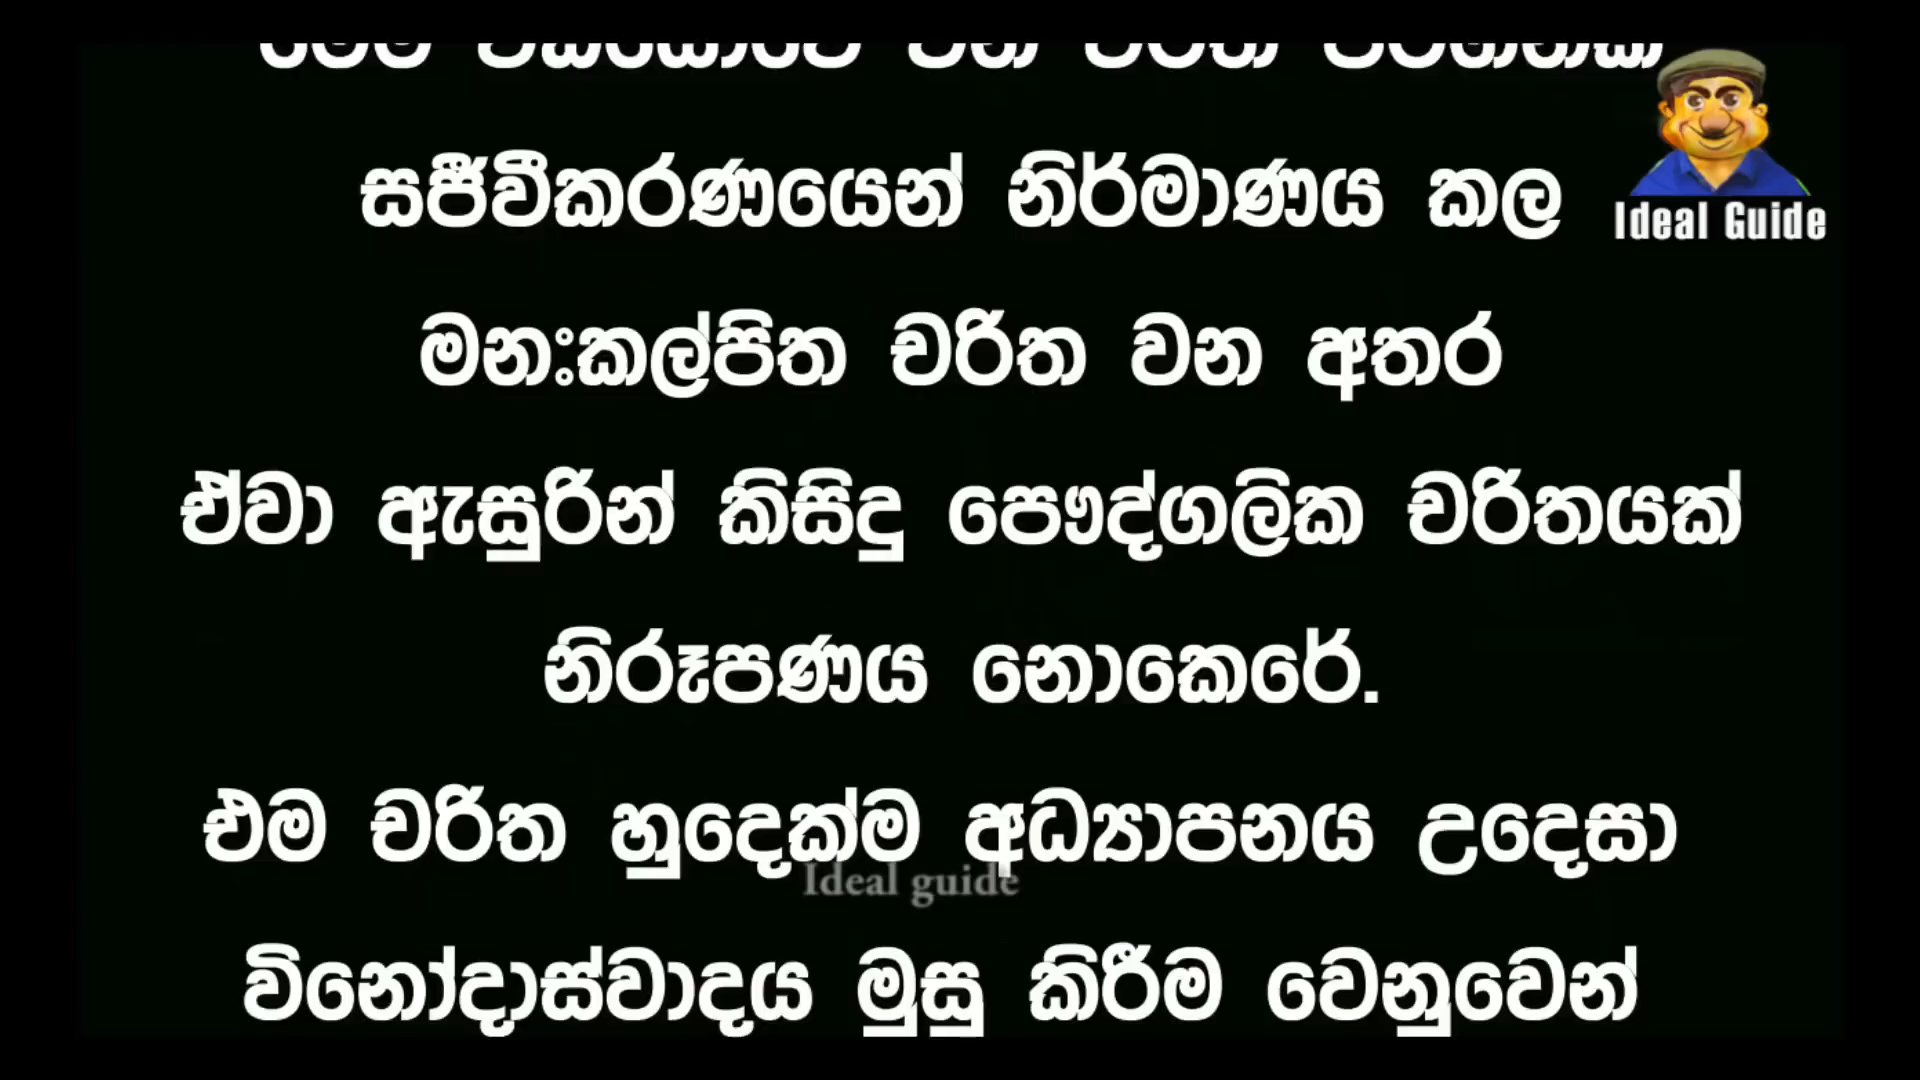 සජීවීකරණයෙන් නිර්මාණය කල
Ideal Guide
මනඃකල්පිත චරිත වන අතර
ඒවා ඇසුරින් කිසිදු පෞද්ගලික චරිතයක්
නිරූපණය නොකෙරේ.
එම චරිත හුදෙක්ම අධ්‍යාපනය උදෙසා
Ideal guide
විනෝදාස්වාදය මුසු කිරීම වෙනුවෙන්